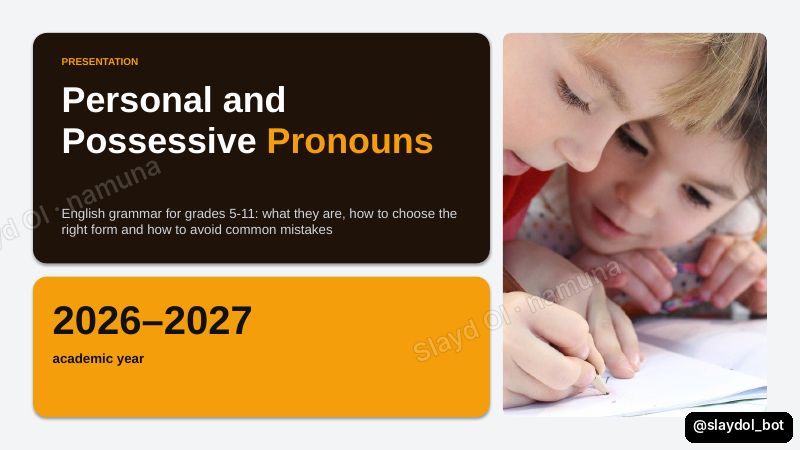 PRESENTATION
Personal and
Possessive Pronouns
English grammar for grades 5-11: what they are, how to choose the
right form and how to avoid common mistakes
2026–2027
academic year
Slayd Ol · namuna
yd Ol · namuna
@slaydol_bot